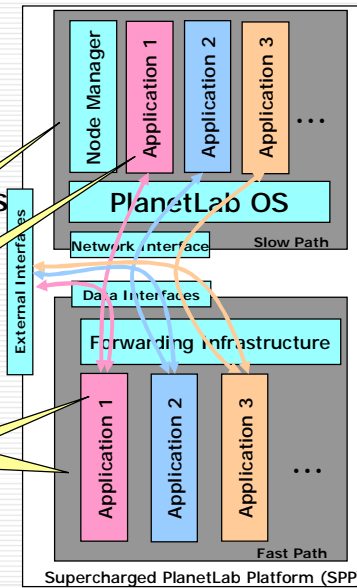 Node Manager
Application 1
Application 2
Application 3
...
PlanetLab OS
Network Interface
Slow Path
s
External Interfaces
Data Interfaces
Forwarding Infrastructure
Application 1
Application 2
Application 3
...
Fast Path
Supercharged PlanetLab Platform (SPP